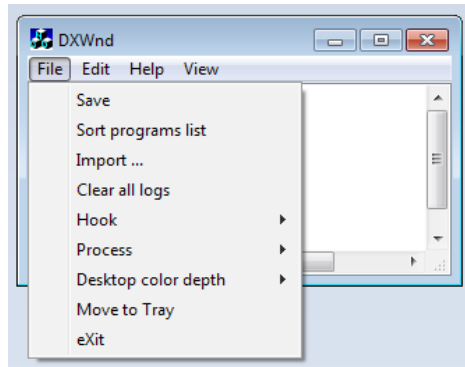 DXWnd
File Edit Help View
Save
Sort programs list
Import ...
Clear all logs
Hook
Process
Desktop color depth
Move to Tray
eXit